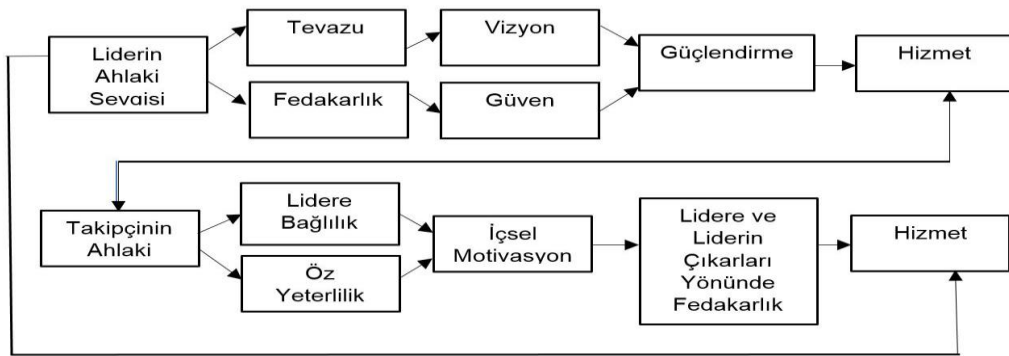 Liderin
Ahlaki
Sevgisi
Tevazu
Fedakarlık
Vizyon
Güven
Güçlendirme
Hizmet
Takipçinin
Ahlaki
Lidere
Bağlılık
Öz
Yeterlilik
İçsel
Motivasyon
Lidere ve
Liderin
Çıkarları
Yönünde
Fedakarlık
Hizmet